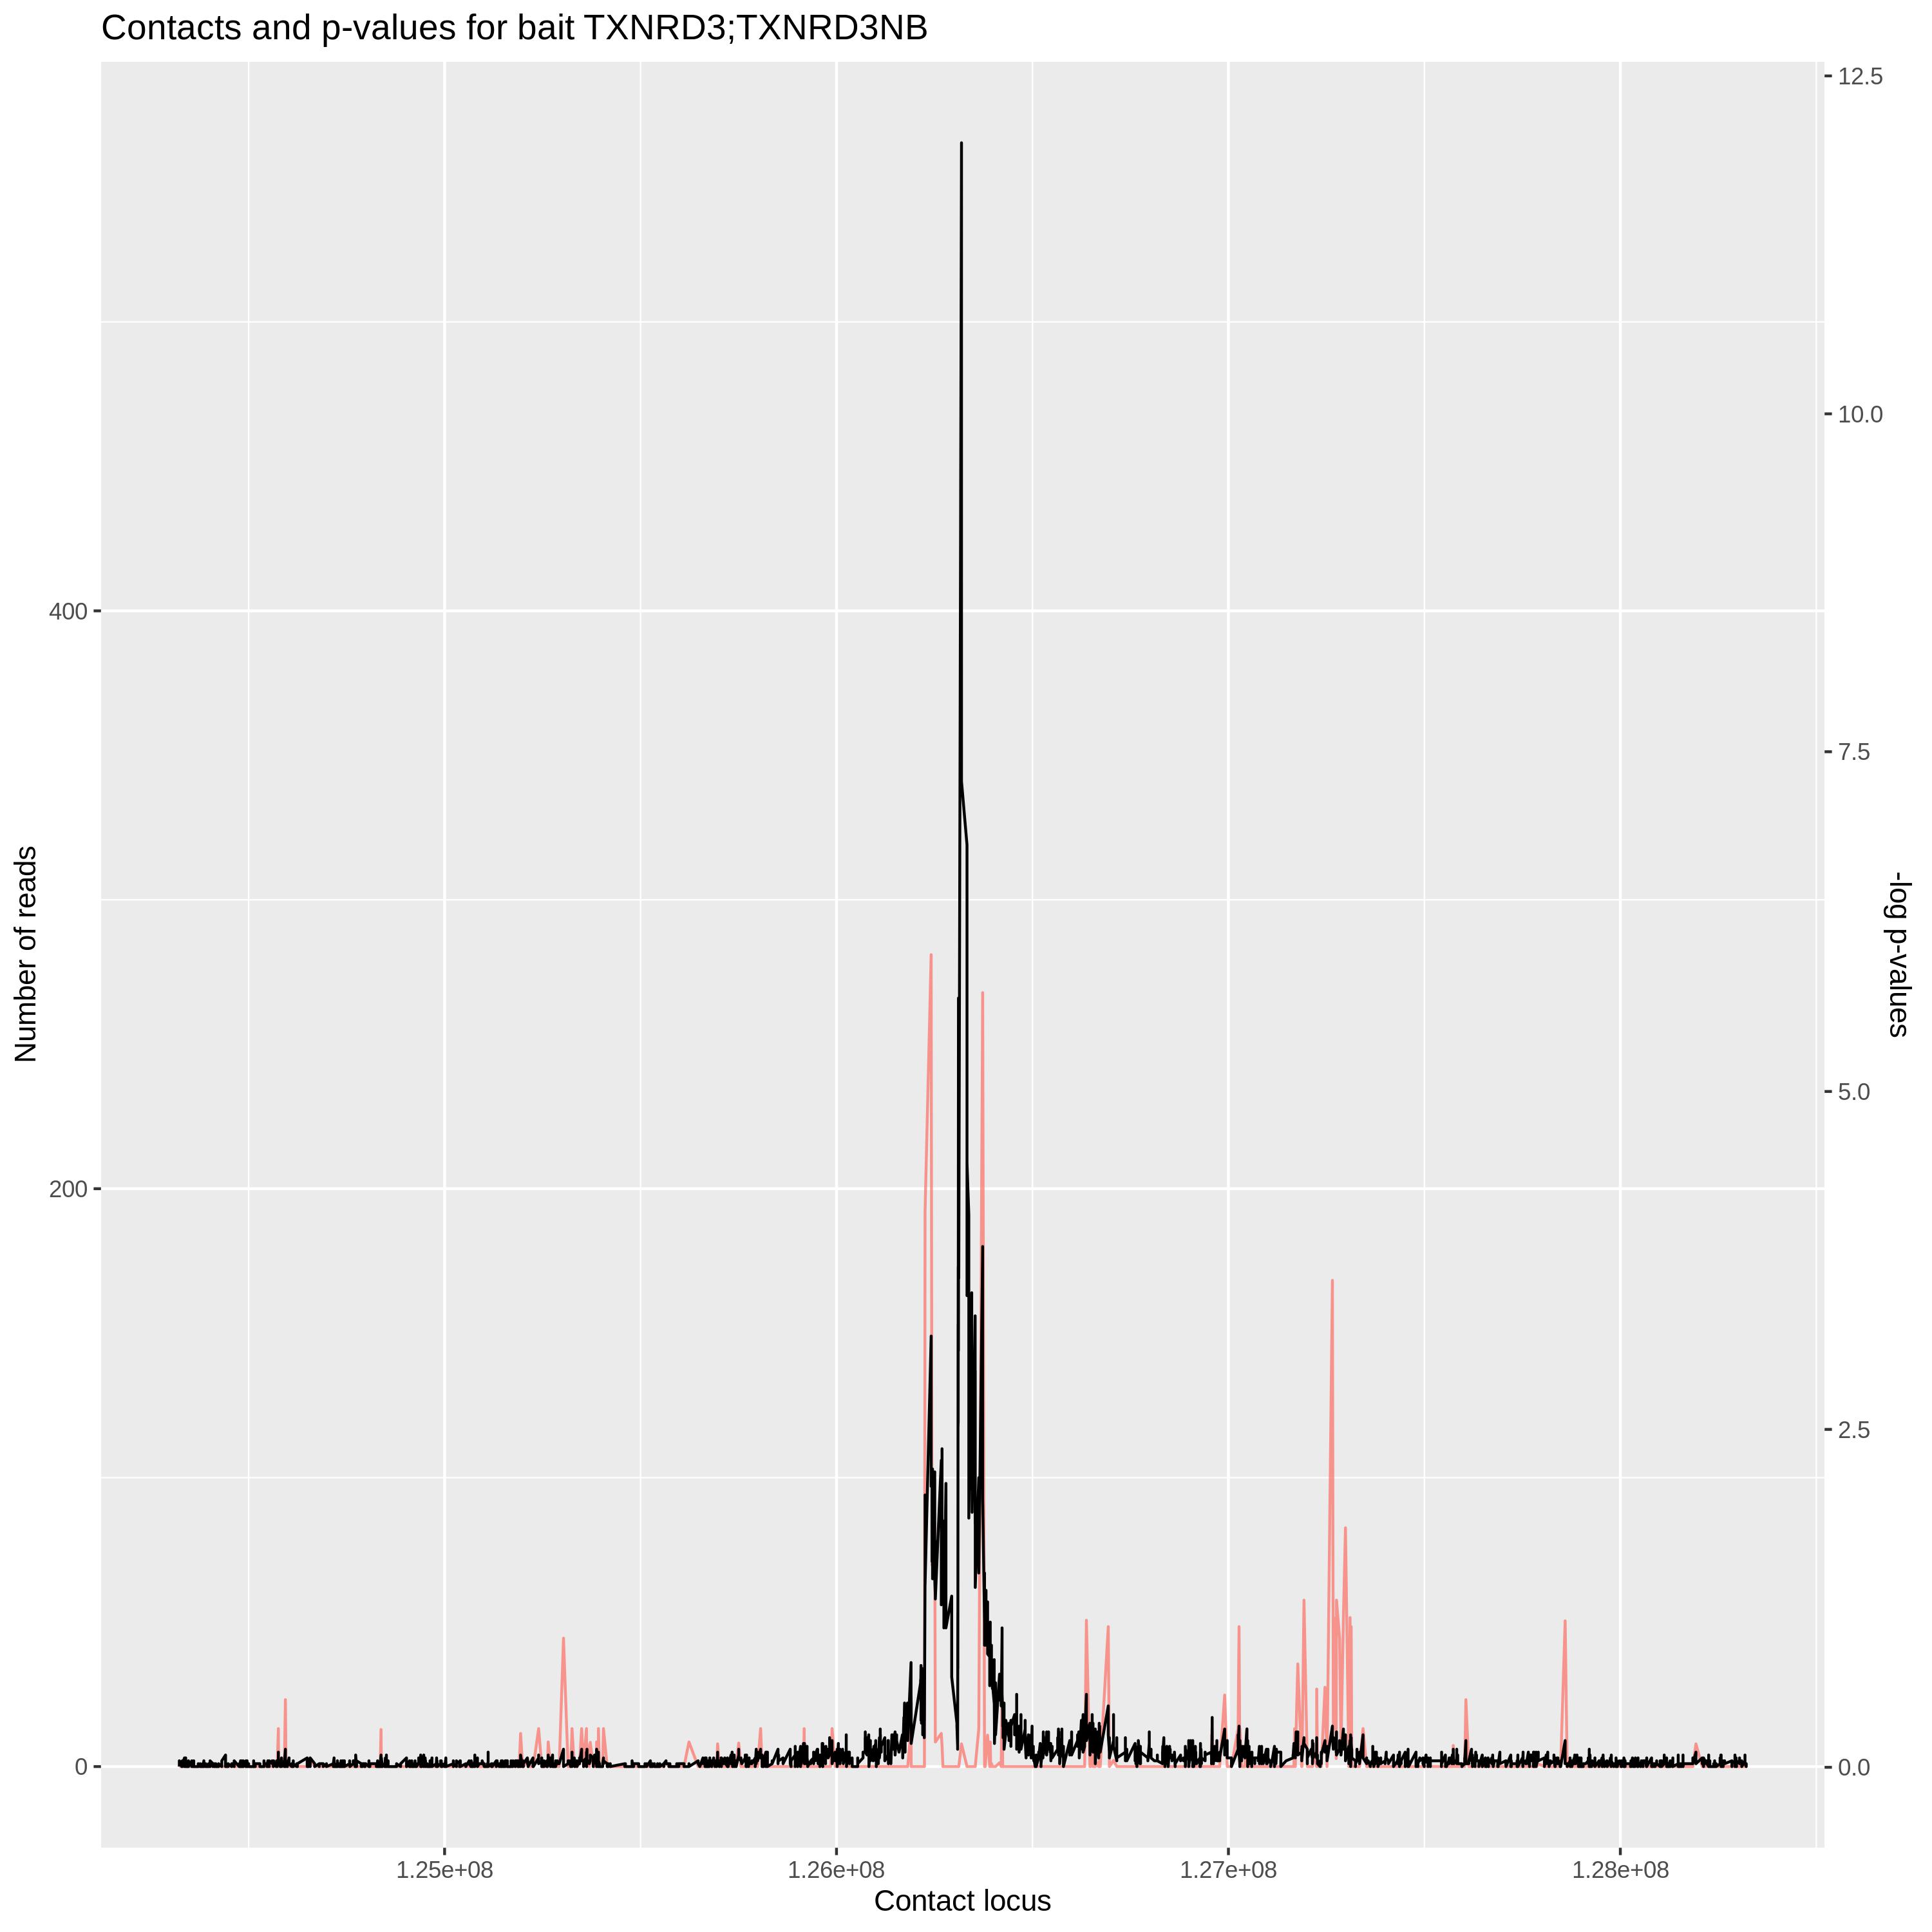 Contacts and p-values for bait TXNRD3;TXNRD3NB
12.5
10.0
7.5
5.0
2.5
0.0
-log p-values
400
200
0
Number of reads
1.25e+08
1.26e+08
1.27e+08
1.28e+08
Contact locus